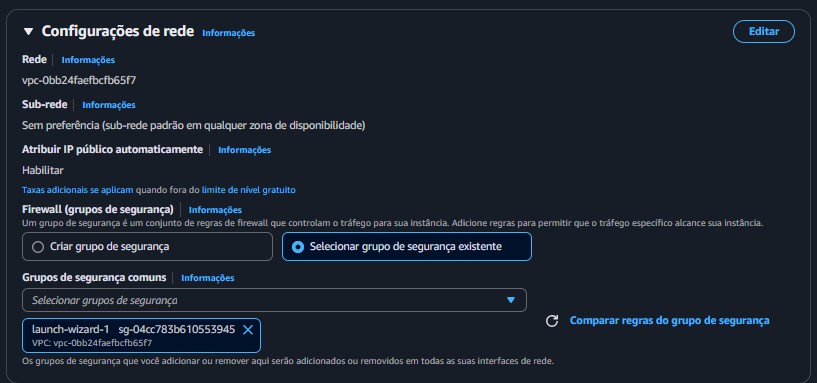 Configurações de rede Informações
Editar
Rede Informações
vpc-0bb24faefbcfb65f7
Sub-rede Informações
Sem preferência (sub-rede padrão em qualquer zona de disponibilidade)
Atribuir IP público automaticamente Informações
Habilitar
Taxas adicionais se aplicam quando fora do limite de nível gratuito
Firewall (grupos de segurança) Informações
Um grupo de segurança é um conjunto de regras de firewall que controlam o tráfego para sua instância. Adicione regras para permitir que o tráfego específico alcance sua instância.
Criar grupo de segurança
Selecionar grupo de segurança existente
Grupos de segurança comuns Informações
Selecionar grupos de segurança
launch-wizard-1 sg-04cc783b610553945
VPC: vpc-0bb24faefbcfb65f7
Comparar regras do grupo de segurança
Os grupos de segurança que você adicionar ou remover aqui serão adicionados ou removidos em todas as suas interfaces de rede.